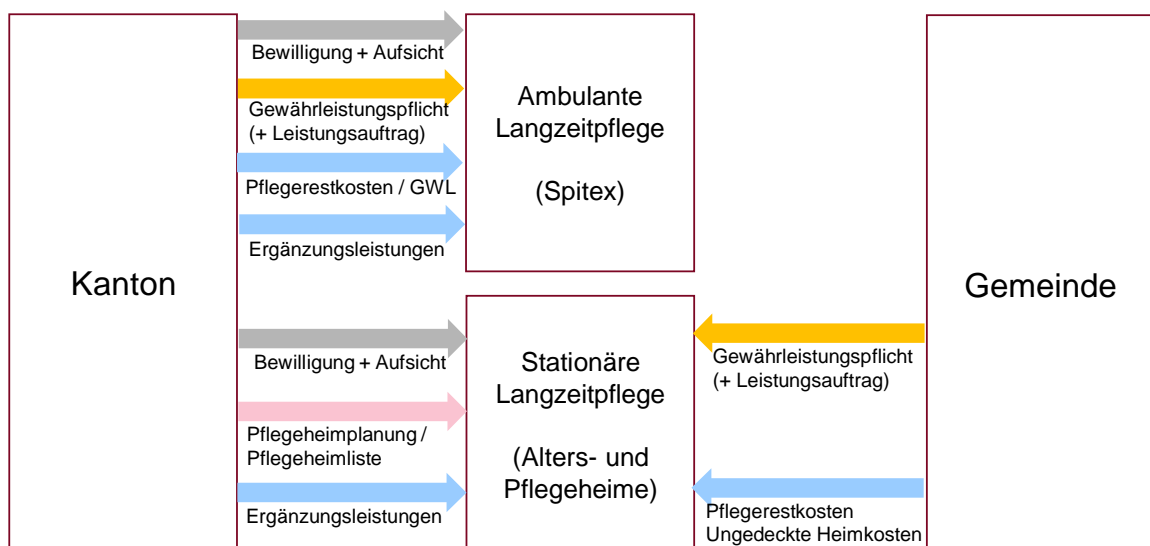 Kanton
Bewilligung + Aufsicht
Gewährleistungspflicht
(+ Leistungsauftrag)
Pflegerestkosten / GWL
Ergänzungsleistungen
Ambulante
Langzeitpflege
(Spitex)
Bewilligung + Aufsicht
Pflegeheimplanung /
Pflegeheimliste
Ergänzungsleistungen
Stationäre
Langzeitpflege
(Alters- und
Pflegeheime)
Gewährleistungspflicht
(+ Leistungsauftrag)
Pflegerestkosten
Ungedeckte Heimkosten
Gemeinde